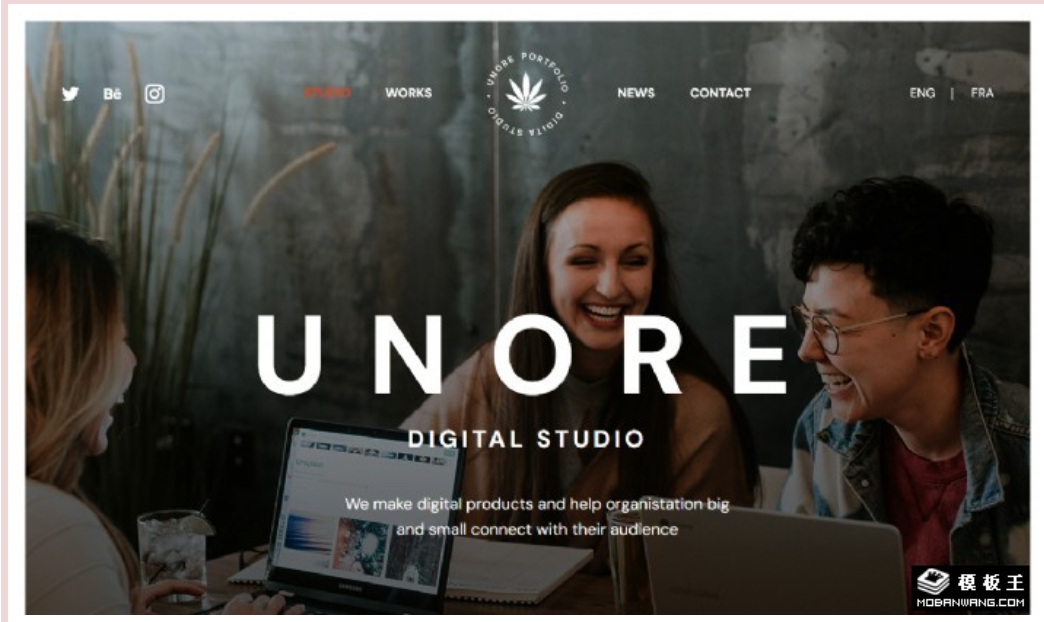 Bē
STUDIO
WORKS
UNORE PORTFOLIO • DIGITA STUDIO •
NEWS
CONTACT
ENG | FRA
UNORE
DIGITAL STUDIO
We make digital products and help organistation big
and small connect with their audience
SAMSUNG
模板王
MOBANWANG.COM